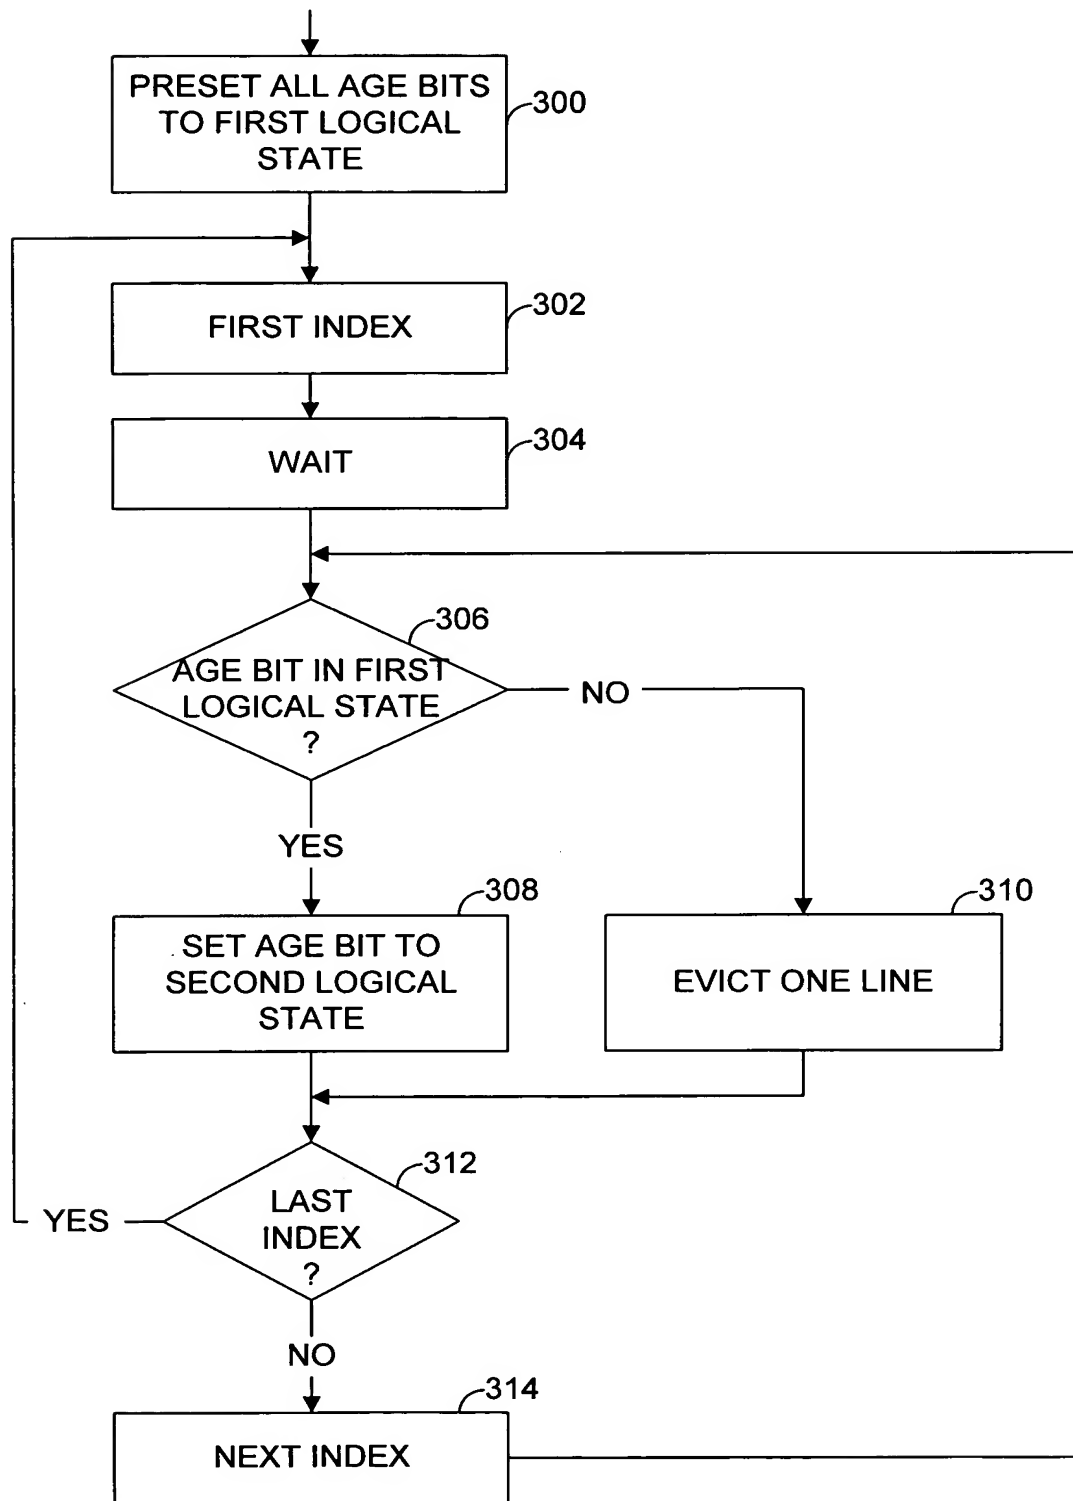 PRESET ALL AGE BITS
TO FIRST LOGICAL
STATE
300
FIRST INDEX
302
WAIT
304
306
AGE BIT IN FIRST
LOGICAL STATE
?
NO
YES
308
SET AGE BIT TO
SECOND LOGICAL
STATE
310
EVICT ONE LINE
312
LAST
INDEX
?
YES
NO
314
NEXT INDEX